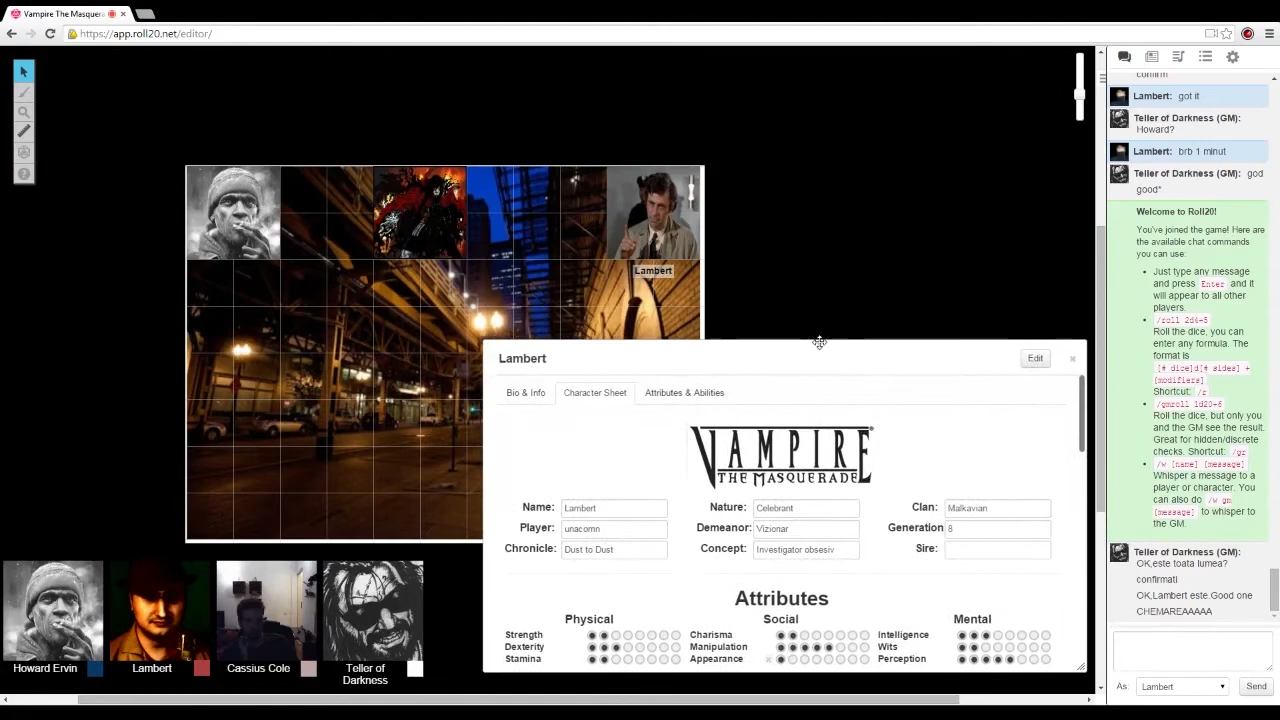 Vampire The Masquera
https://app.roll20.net/editor/
confirm
Lambert: got it
Teller of Darkness (GM):
Howard?
Lambert: brb 1 minut
Teller of Darkness (GM): god
good*
Welcome to Roll20!
You've joined the game! Here are
the available chat commands
you can use:
Just type any message
and press Enter and it
will appear to all other
players.
/roll 2d4+5
Roll the dice, you can
enter any formula. The
format is
[# dice]d[# sides] +
[modifiers]
Shortcut: /r
/gmroll 1d20+6
Roll the dice, but only you
and the GM see the result.
Great for hidden/discrete
checks. Shortcut: /gr
/w [name] [message]
Whisper a message to a
player or character. You
can also do /w gm
[message] to whisper to
the GM.
Teller of Darkness (GM):
OK,este toata lumea?
confirmati
OK,Lambert este.Good one
CHEMAREAAAAA
As: Lambert
Send
Lambert
Lambert
Edit
Bio & Info
Character Sheet
Attributes & Abilities
VAMPIRE
THE MASQUERADE
Name: Lambert
Nature: Celebrant
Clan: Malkavian
Player: unacomn
Demeanor: Vizionar
Generation 8
Chronicle: Dust to Dust
Concept: Investigator obsesiv
Sire:
Attributes
Physical
Social
Mental
Strength
Charisma
Intelligence
Dexterity
Manipulation
Wits
Stamina
Appearance
Perception
Howard Ervin
Lambert
Cassius Cole
Teller of
Darkness